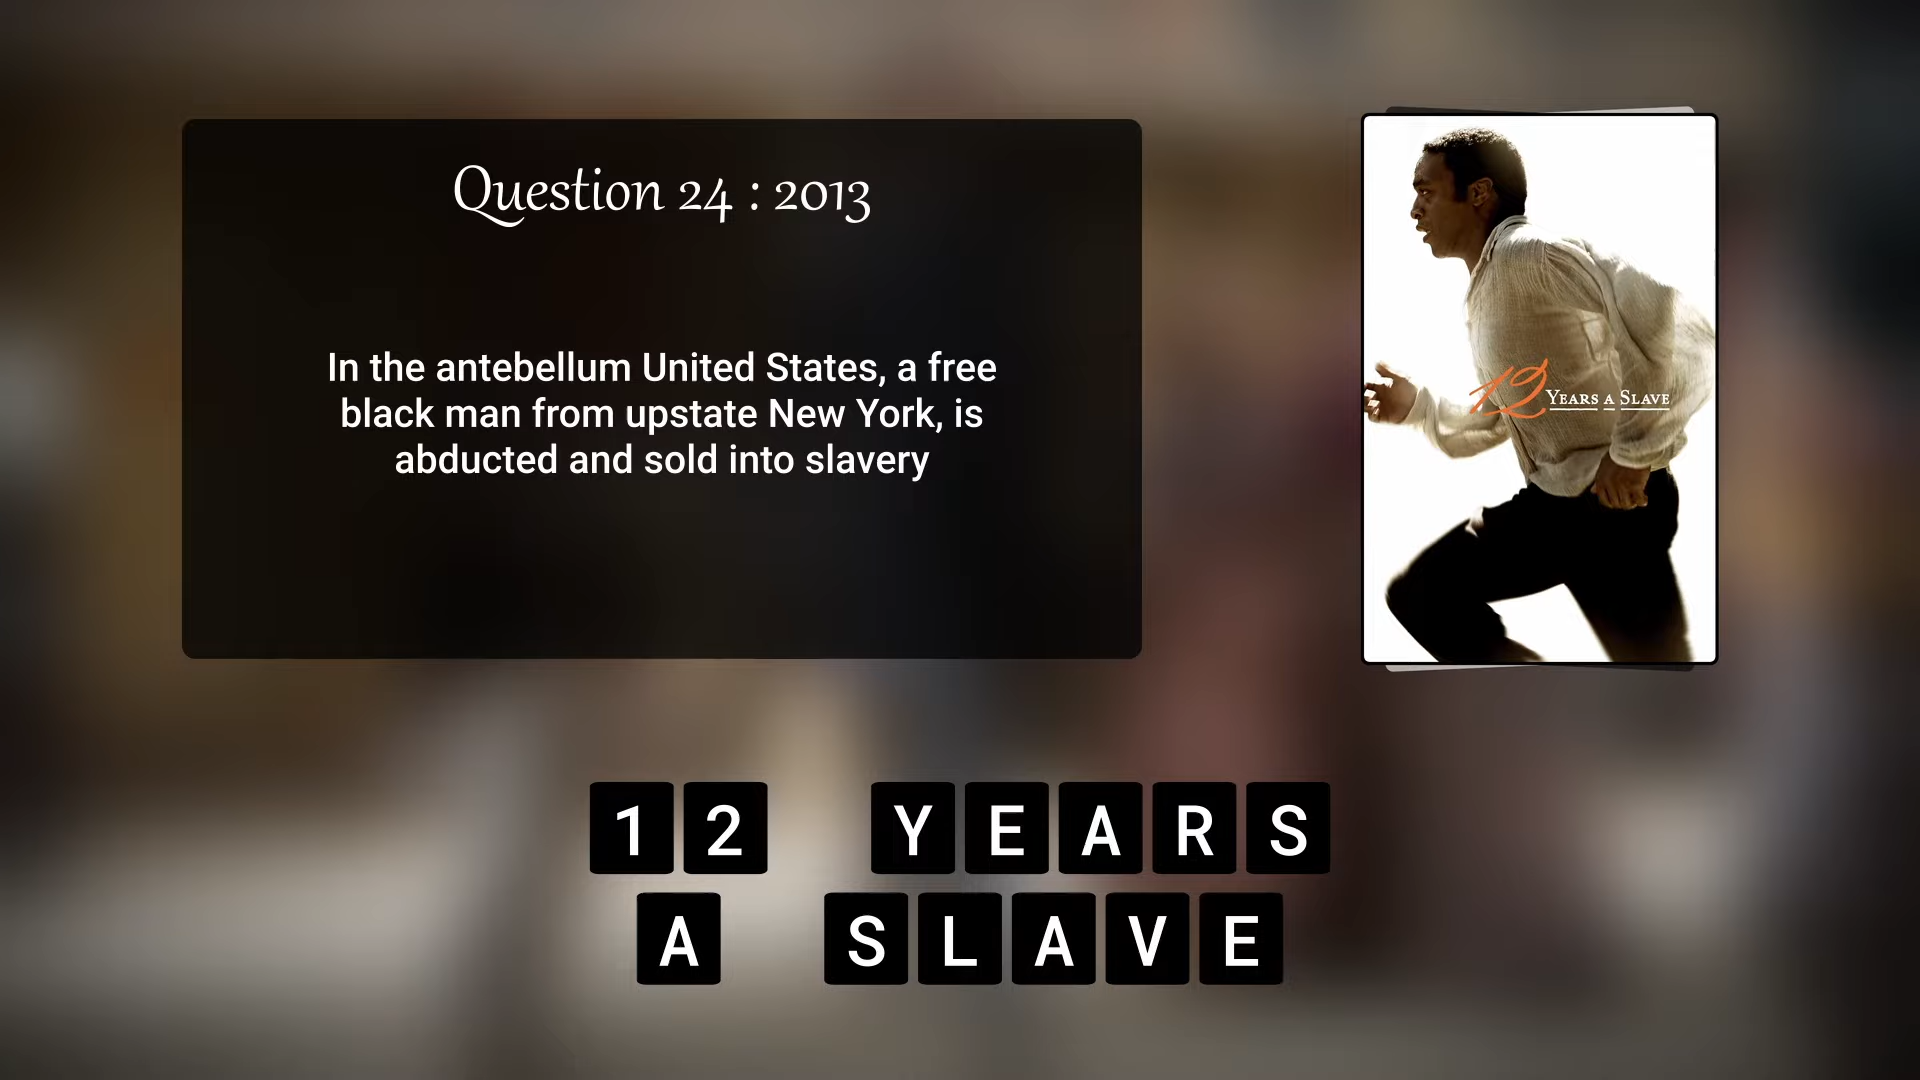 Question 24 : 2013
In the antebellum United States, a free
black man from upstate New York, is
abducted and sold into slavery
12 YEARS A SLAVE
12 YEARS
A SLAVE